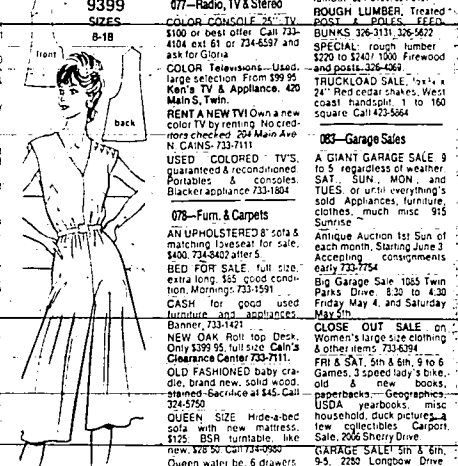 9399
SIZES
8-18
front
back
077—Radio, TV & Stereo
COLOR CONSOLE 25" TV
$100 or best offer Call 733-
4104 ext 61 or 734-6597 and
ask for Gloria
COLOR Televisions Used,
large selection From $99 95
Ken's TV & Appliance, 420
Main S, Twin.
RENT A NEW TV! Own a new
color TV by renting No cred-
itors checked 204 Main Ave
N. CAINS- 733-7111
USED COLORED TV'S,
guaranteed & reconditioned
Portables & consoles
Blacker appliance 733-1804
078—Furn. & Carpets
AN UPHOLSTERED 8' sofa &
matching loveseat for sale,
$400. 734-8402 after 5
BED FOR SALE, full size,
extra long. $65 good condi-
tion, Mornings 733-1591
CASH for good used
furniture and appliances
Banner, 733-1421
NEW OAK Roll top Desk,
Only $399 95, full size Cain's
Clearance Center 733-7111.
OLD FASHIONED baby cra-
dle, brand new, solid wood,
stained Sacrifice at $45. Call
324-5750
QUEEN SIZE Hide-a-bed
sofa with new mattress,
$125; BSR turntable, like
new, $28 50 Call 734-0980
Queen water be, 6 drawers
ROUGH LUMBER, Treated
POST & POLES FEED
BUNKS 326-3131, 326-5622
SPECIAL: rough lumber
$220 to $240/ 1000 Firewood
and posts 326-4069
TRUCKLOAD SALE,
24" Red cedar shakes, West
coast handsplit, 1 to 160
square Call 423-5664
083—Garage Sales
A GIANT GARAGE SALE, 9
to 5 regardless of weather
SAT., SUN., MON, and
TUES, or until everything's
sold Appliances, furniture,
clothes, much misc 915
Sunrise
Antique Auction 1st Sun of
each month, Starting June 3
Accepting consignments
early 733-7754
Big Garage Sale 1085 Twin
Parks Drive, 8:30 to 4:30
Friday May 4, and Saturday
May 5th
CLOSE OUT SALE on
Women's large size clothing
& other items 733-6394
FRI & SAT, 5th & 6th, 9 to 6
Games, 3 speed lady's bike,
old & new books,
paperbacks, Geographics,
USDA yearbooks, misc
household, duck pictures, a
few collectibles Carport
Sale, 2006 Sherry Drive
GARAGE SALE! 5th & 6th,
9-5, 2250 Longbow Drive